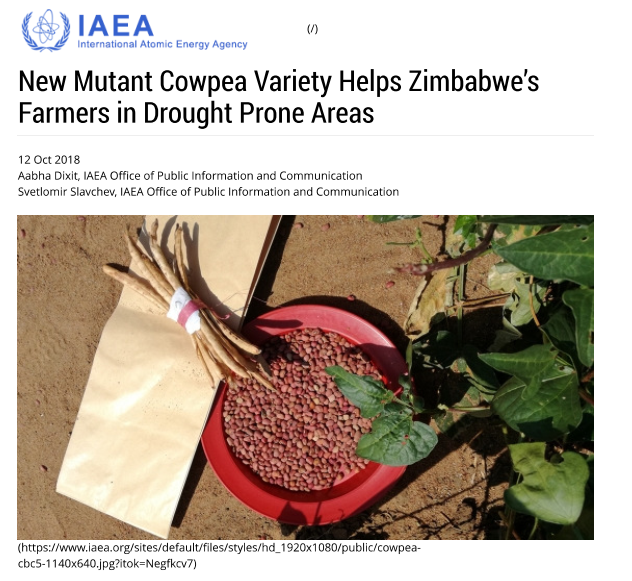 IAEA
International Atomic Energy Agency
(/)
New Mutant Cowpea Variety Helps Zimbabwe’s
Farmers in Drought Prone Areas
12 Oct 2018
Aabha Dixit, IAEA Office of Public Information and Communication
Svetlomir Slavchev, IAEA Office of Public Information and Communication
(https://www.iaea.org/sites/default/files/styles/hd_1920x1080/public/cowpea-
cbc5-1140x640.jpg?itok=Negfkcv7)